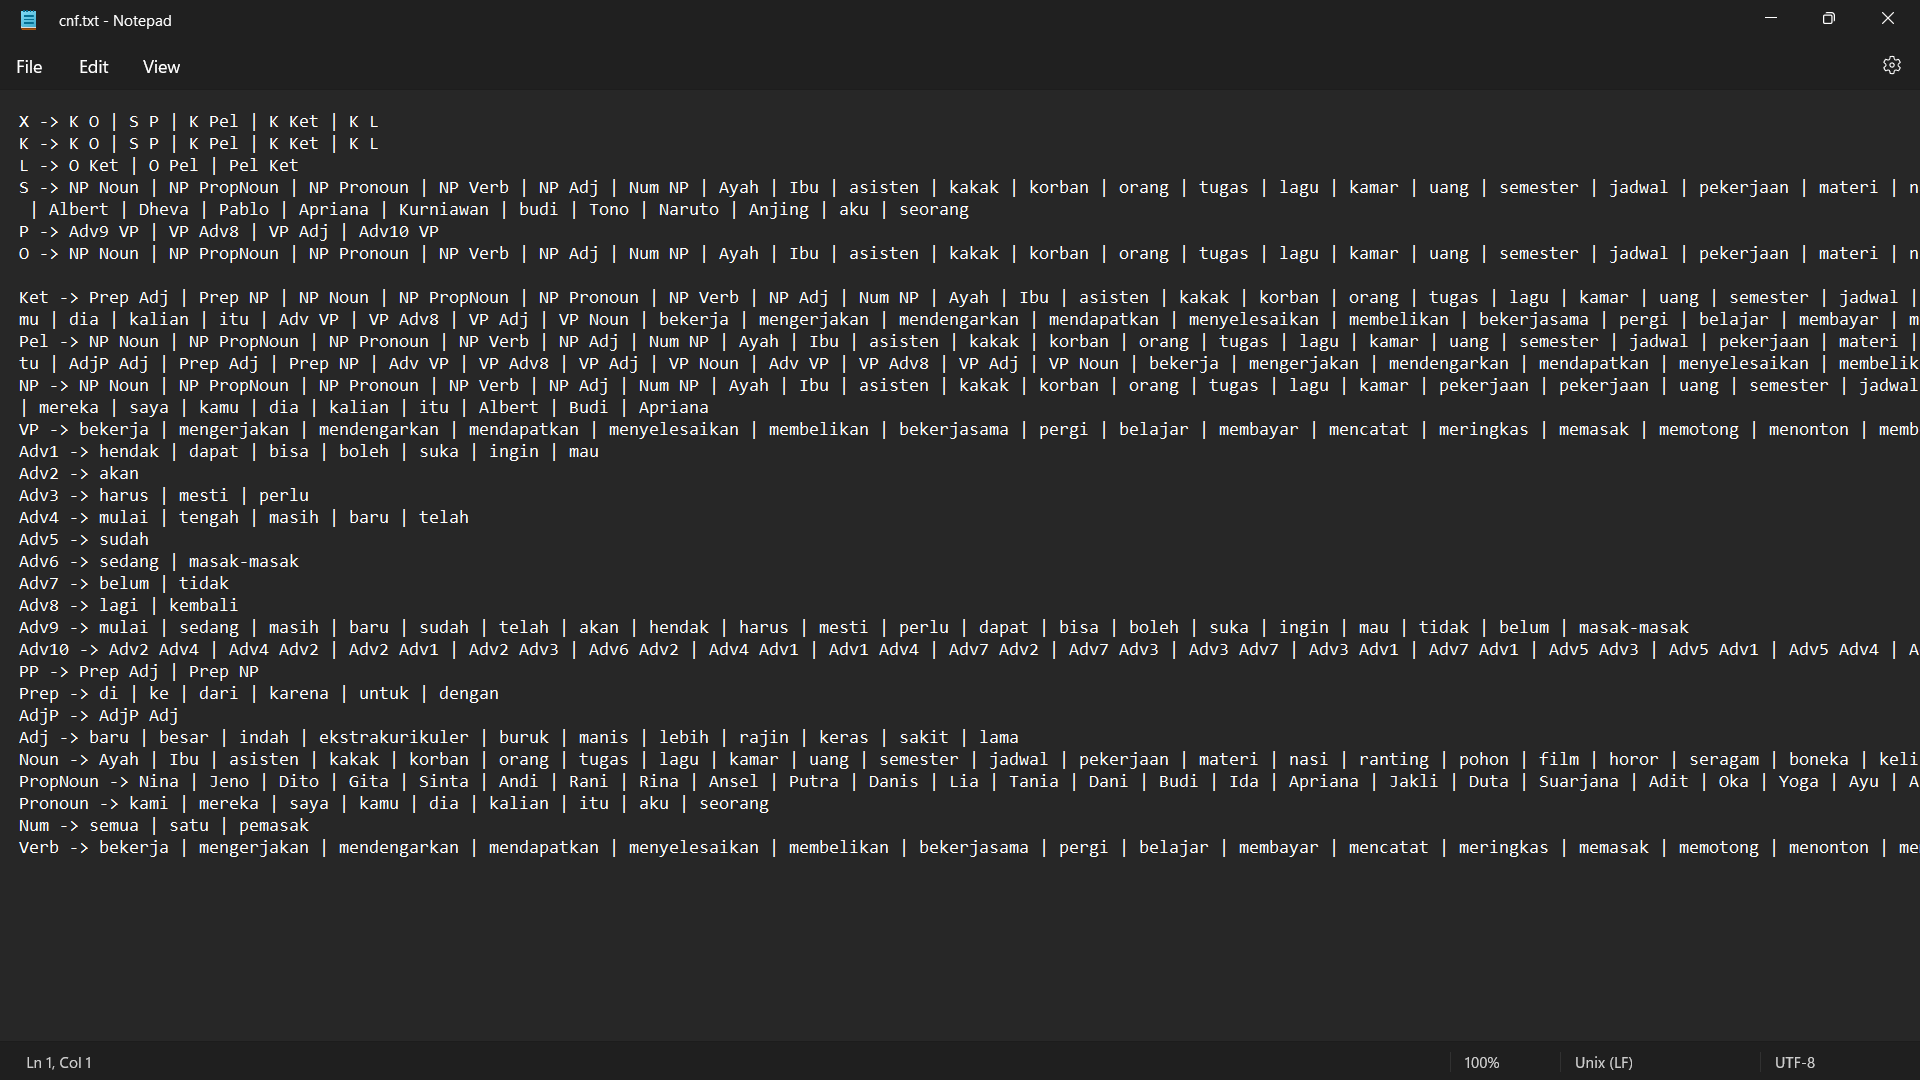 cnf.txt - Notepad
File Edit View
X -> K O | S P | K Pel | K Ket | K L
K -> K O | S P | K Pel | K Ket | K L
L -> O Ket | O Pel | Pel Ket
S -> NP Noun | NP PropNoun | NP Pronoun | NP Verb | NP Adj | Num NP | Ayah | Ibu | asisten | kakak | korban | orang | tugas | lagu | kamar | uang | semester | jadwal | pekerjaan | materi | n
| Albert | Dheva | Pablo | Apriana | Kurniawan | budi | Tono | Naruto | Anjing | aku | seorang
P -> Adv9 VP | VP Adv8 | VP Adj | Adv10 VP
O -> NP Noun | NP PropNoun | NP Pronoun | NP Verb | NP Adj | Num NP | Ayah | Ibu | asisten | kakak | korban | orang | tugas | lagu | kamar | uang | semester | jadwal | pekerjaan | materi | n
Ket -> Prep Adj | Prep NP | NP Noun | NP PropNoun | NP Pronoun | NP Verb | NP Adj | Num NP | Ayah | Ibu | asisten | kakak | korban | orang | tugas | lagu | kamar | uang | semester | jadwal |
mu | dia | kalian | itu | Adv VP | VP Adv8 | VP Adj | VP Noun | bekerja | mengerjakan | mendengarkan | mendapatkan | menyelesaikan | membelikan | bekerjasama | pergi | belajar | membayar | m
Pel -> NP Noun | NP PropNoun | NP Pronoun | NP Verb | NP Adj | Num NP | Ayah | Ibu | asisten | kakak | korban | orang | tugas | lagu | kamar | uang | semester | jadwal | pekerjaan | materi |
tu | AdjP Adj | Prep Adj | Prep NP | Adv VP | VP Adv8 | VP Adj | VP Noun | Adv VP | VP Adv8 | VP Adj | VP Noun | bekerja | mengerjakan | mendengarkan | mendapatkan | menyelesaikan | membelik
NP -> NP Noun | NP PropNoun | NP Pronoun | NP Verb | NP Adj | Num NP | Ayah | Ibu | asisten | kakak | korban | orang | tugas | lagu | kamar | pekerjaan | pekerjaan | uang | semester | jadwal
| mereka | saya | kamu | dia | kalian | itu | Albert | Budi | Apriana
VP -> bekerja | mengerjakan | mendengarkan | mendapatkan | menyelesaikan | membelikan | bekerjasama | pergi | belajar | membayar | mencatat | meringkas | memasak | memotong | menonton | memb
Adv1 -> hendak | dapat | bisa | boleh | suka | ingin | mau
Adv2 -> akan
Adv3 -> harus | mesti | perlu
Adv4 -> mulai | tengah | masih | baru | telah
Adv5 -> sudah
Adv6 -> sedang | masak-masak
Adv7 -> belum | tidak
Adv8 -> lagi | kembali
Adv9 -> mulai | sedang | masih | baru | sudah | telah | akan | hendak | harus | mesti | perlu | dapat | bisa | boleh | suka | ingin | mau | tidak | belum | masak-masak
Adv10 -> Adv2 Adv4 | Adv4 Adv2 | Adv2 Adv1 | Adv2 Adv3 | Adv6 Adv2 | Adv4 Adv1 | Adv1 Adv4 | Adv7 Adv2 | Adv7 Adv3 | Adv3 Adv7 | Adv3 Adv1 | Adv7 Adv1 | Adv5 Adv3 | Adv5 Adv1 | Adv5 Adv4 | A
PP -> Prep Adj | Prep NP
Prep -> di | ke | dari | karena | untuk | dengan
AdjP -> AdjP Adj
Adj -> baru | besar | indah | ekstrakurikuler | buruk | manis | lebih | rajin | keras | sakit | lama
Noun -> Ayah | Ibu | asisten | kakak | korban | orang | tugas | lagu | kamar | uang | semester | jadwal | pekerjaan | materi | nasi | ranting | pohon | film | horor | seragam | boneka | keli
PropNoun -> Nina | Jeno | Dito | Gita | Sinta | Andi | Rani | Rina | Ansel | Putra | Danis | Lia | Tania | Dani | Budi | Ida | Apriana | Jakli | Duta | Suarjana | Adit | Oka | Yoga | Ayu | A
Pronoun -> kami | mereka | saya | kamu | dia | kalian | itu | aku | seorang
Num -> semua | satu | pemasak
Verb -> bekerja | mengerjakan | mendengarkan | mendapatkan | menyelesaikan | membelikan | bekerjasama | pergi | belajar | membayar | mencatat | meringkas | memasak | memotong | menonton | me
Ln 1, Col 1 100% Unix (LF) UTF-8